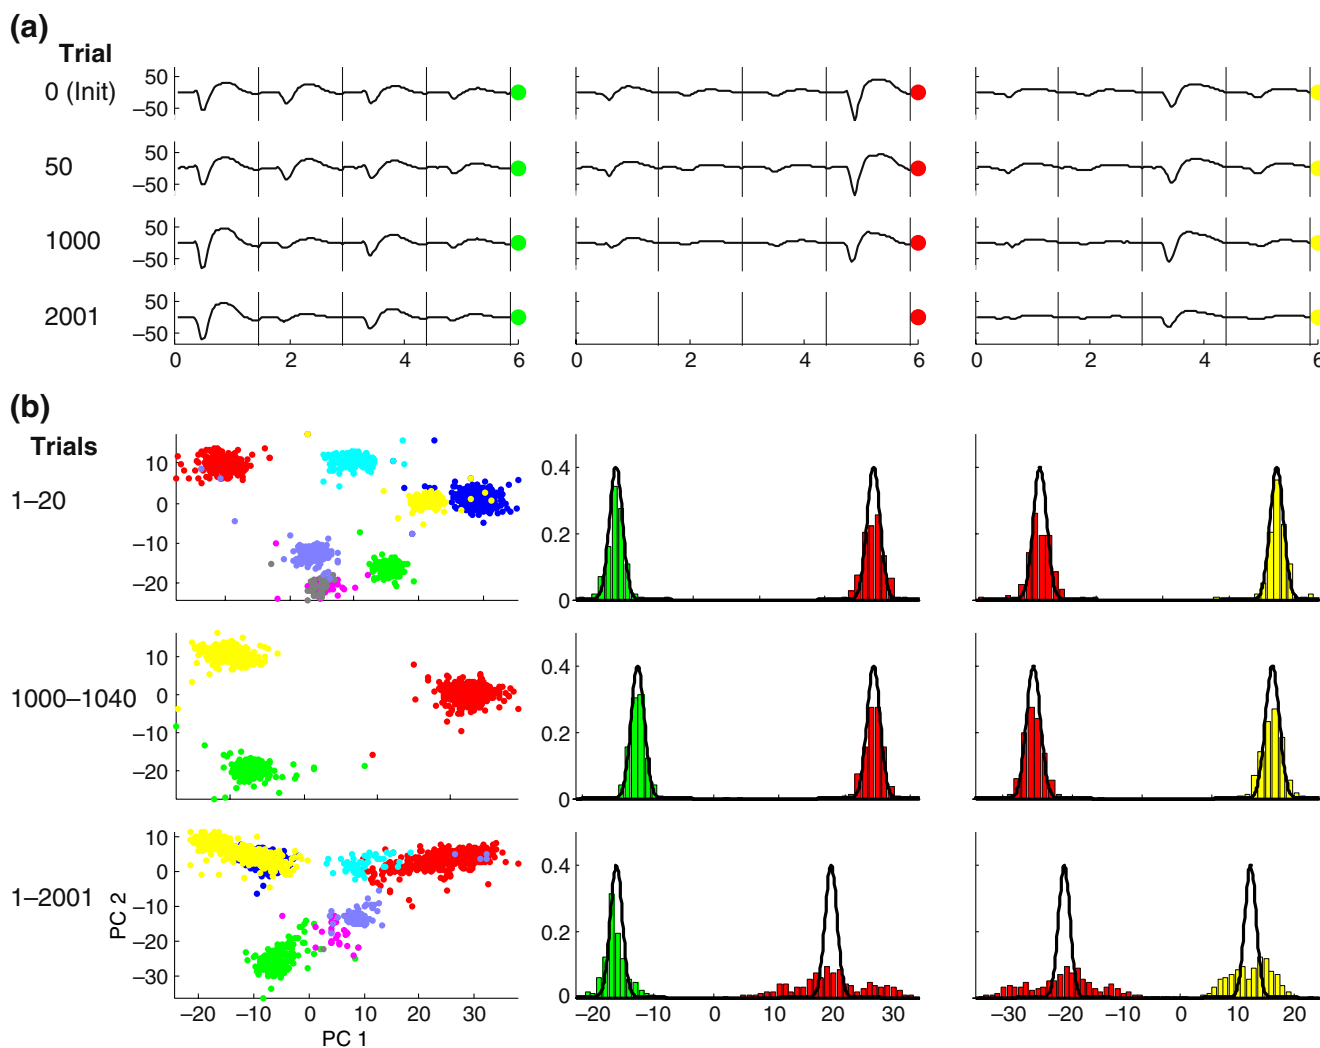 (a)
Trial
0 (Init) 50 −50
50 50 −50
1000 50 −50
2001 50 −50
0 2 4 6 0 2 4 6 0 2 4 6
(b)
Trials
1−20 10 0 −10 −20 0.4 0.2 0
1000−1040 10 0 −10 −20 0.4 0.2 0
1−2001 10 0 −10 −20 −30 PC 2 0.4 0.2 0
−20 −10 0 10 20 30 −20 −10 0 10 20 30 −30 −20 −10 0 10 20
PC 1